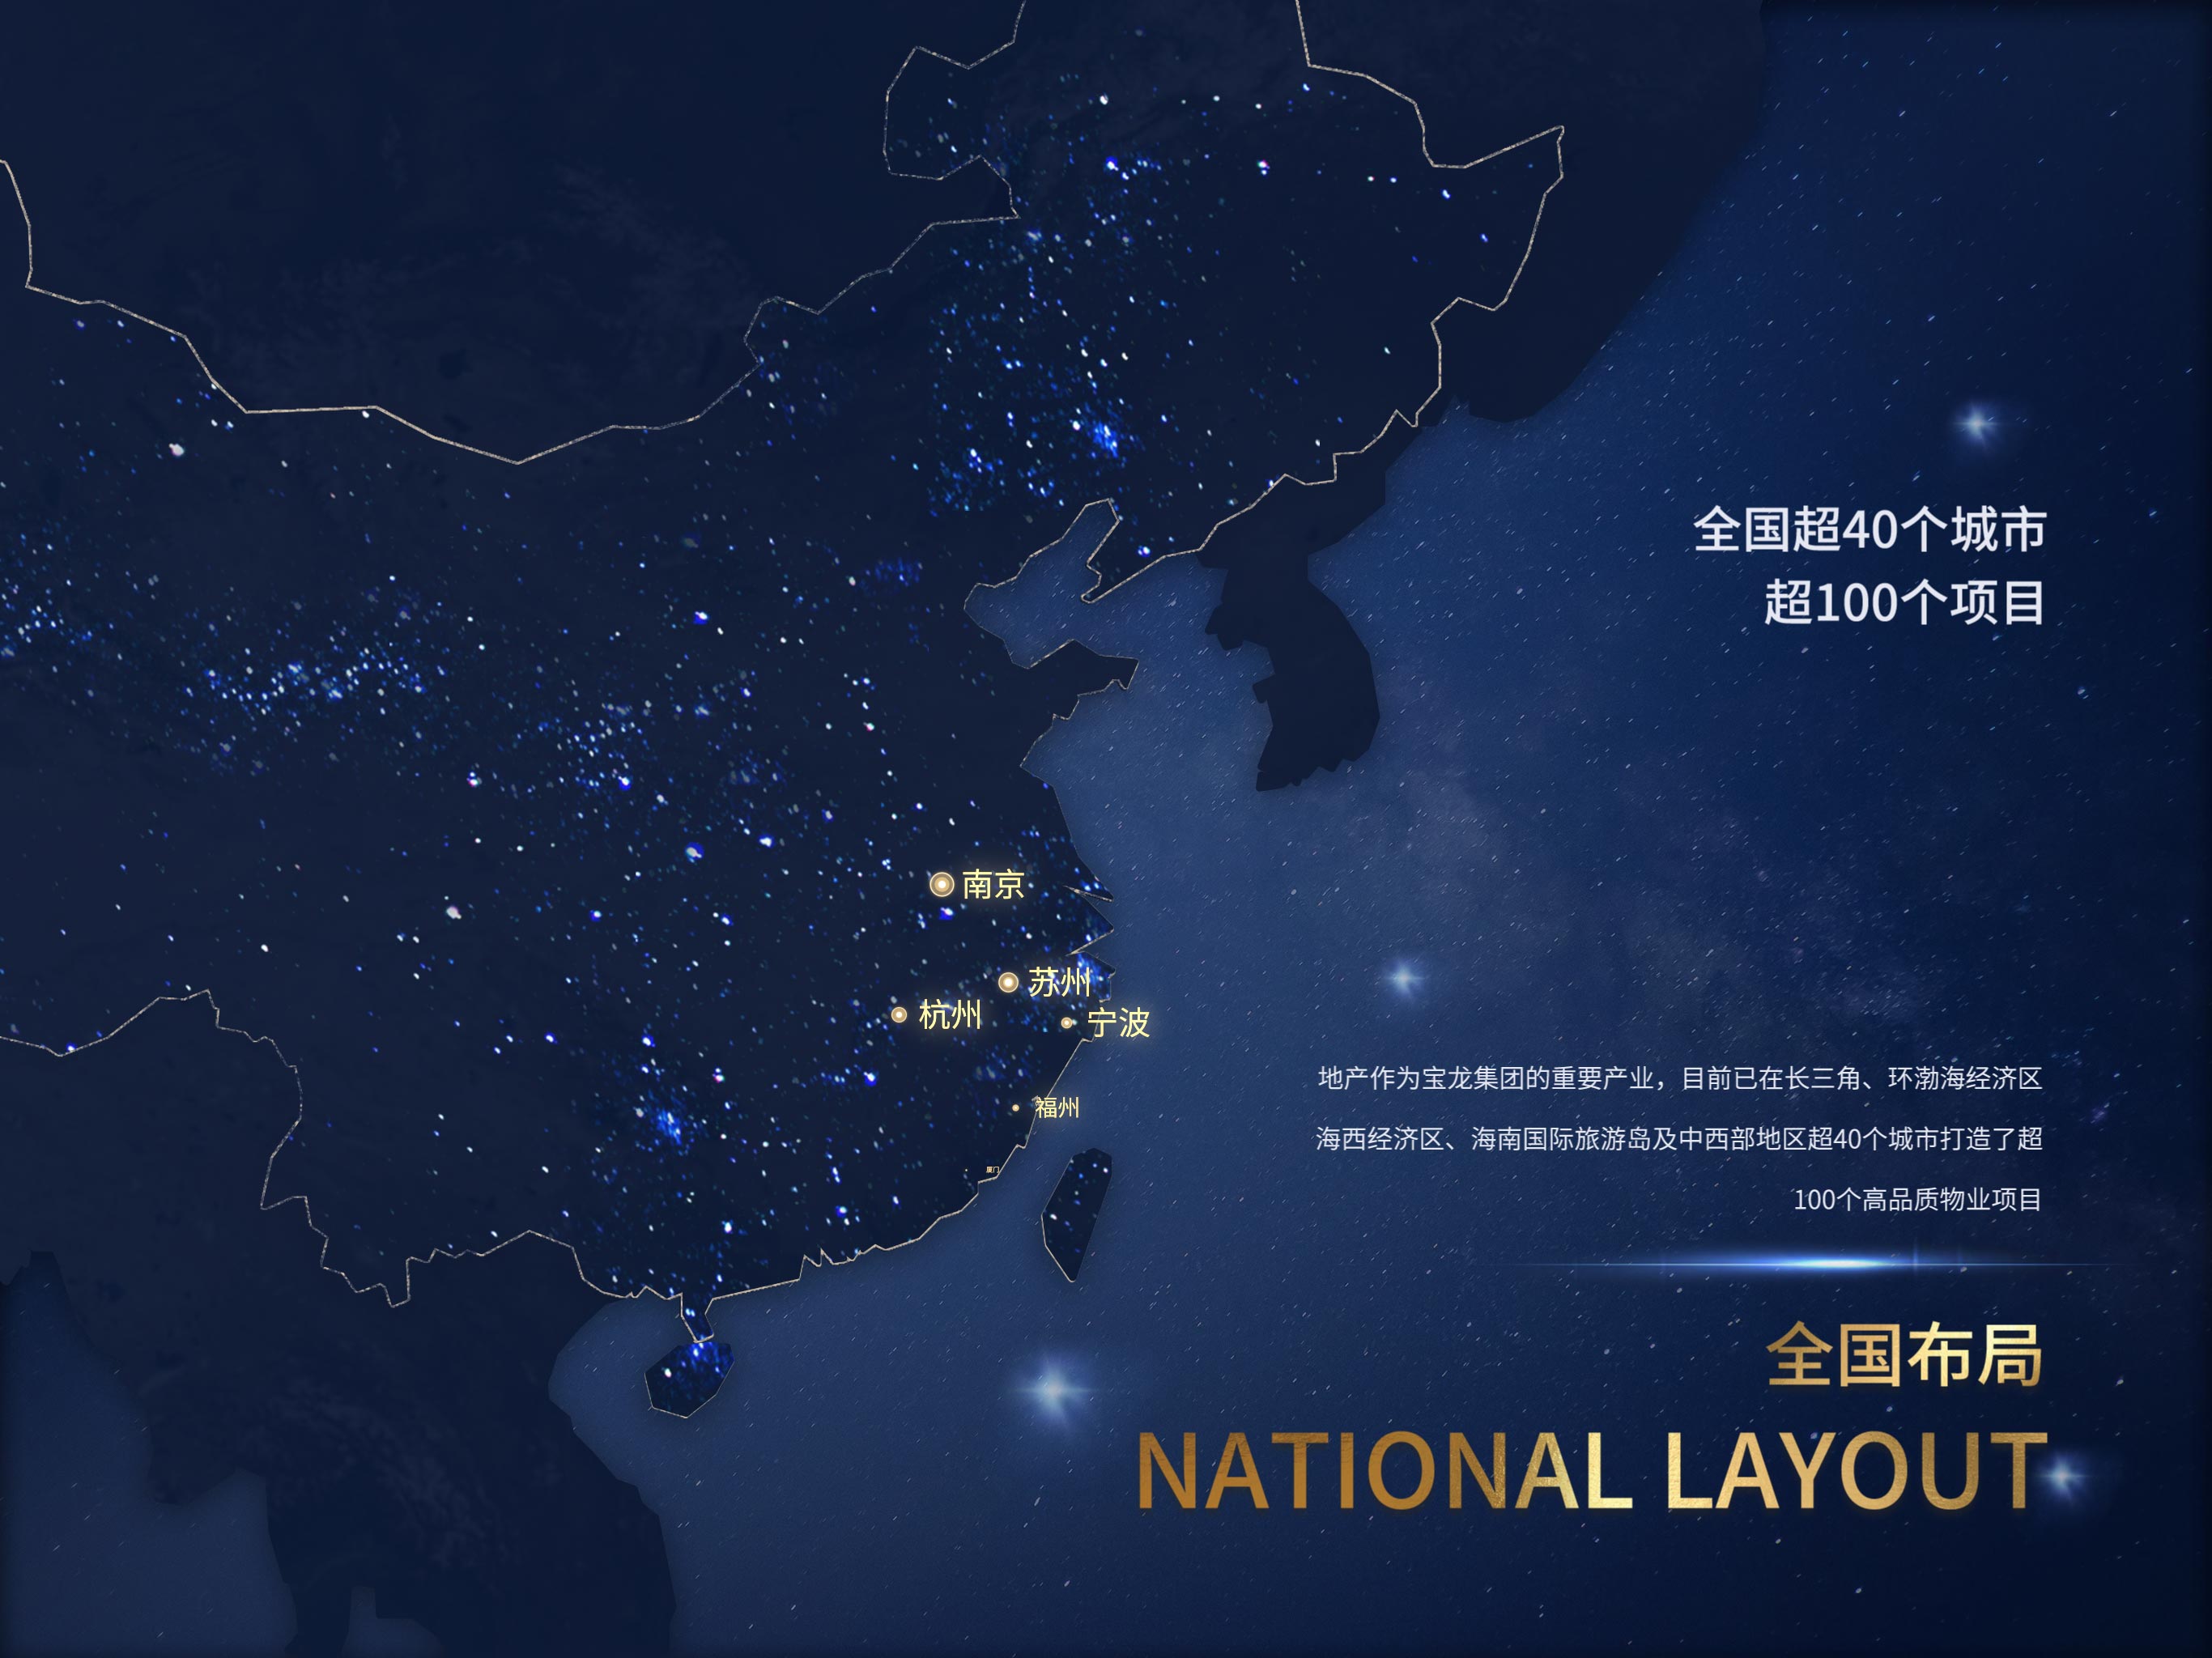 全国超40个城市
超100个项目
南京
苏州
杭州
宁波
地产作为宝龙集团的重要产业，目前已在长三角、环渤海经济区
福州
海西经济区、海南国际旅游岛及中西部地区超40个城市打造了超
厦门
100个高品质物业项目
全国布局
NATIONAL LAYOUT